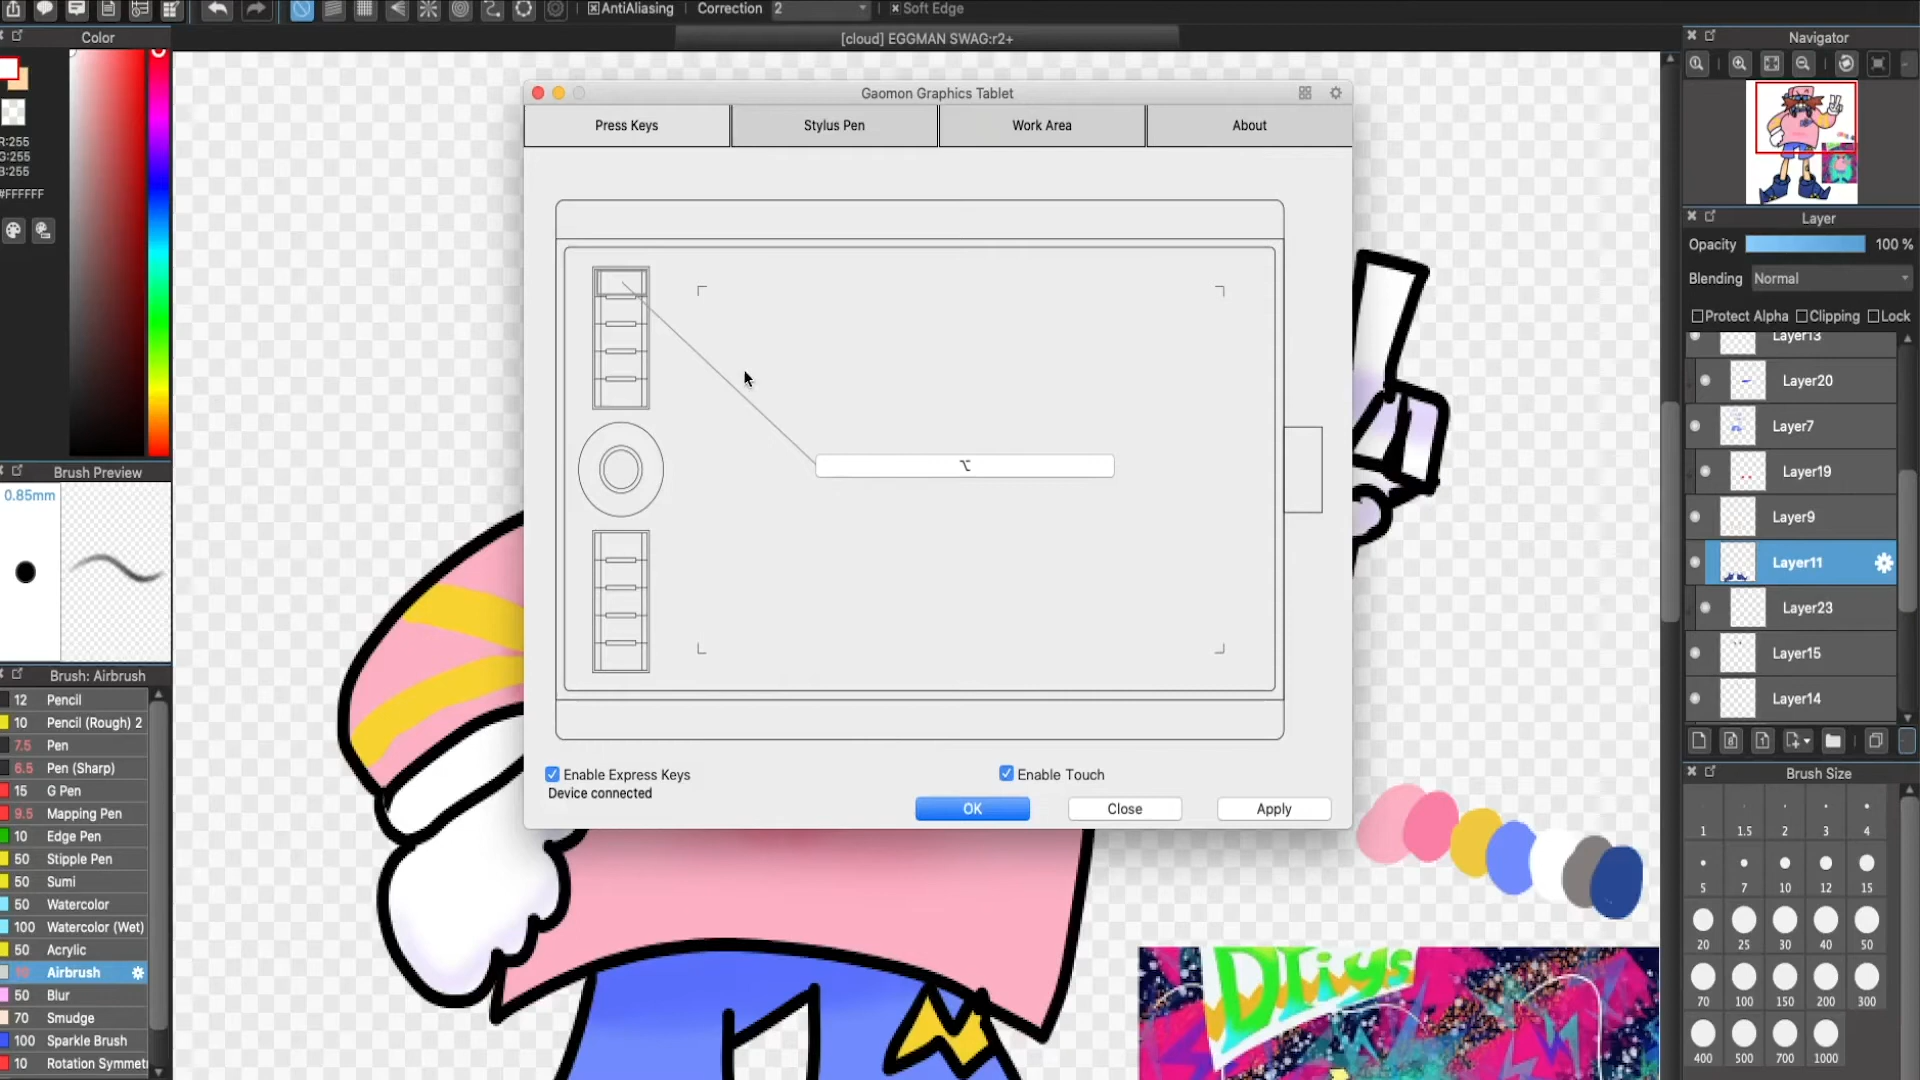 AntiAliasing
Correction 2
Soft Edge
Color
[cloud] EGGMAN SWAG:r2+
Navigator
R:255
G:255
B:255
#FFFFFF
Gaomon Graphics Tablet
Press Keys
Stylus Pen
Work Area
About
⌥
Enable Express Keys
Device connected
Enable Touch
OK
Close
Apply
Brush Preview
0.85mm
Brush: Airbrush
12 Pencil
10 Pencil (Rough) 2
7.5 Pen
6.5 Pen (Sharp)
15 G Pen
9.5 Mapping Pen
10 Edge Pen
50 Stipple Pen
50 Sumi
50 Watercolor
100 Watercolor (Wet)
50 Acrylic
Airbrush
50 Blur
70 Smudge
100 Sparkle Brush
10 Rotation Symmetr
DTiys
Layer
Opacity 100 %
Blending Normal
Protect Alpha Clipping Lock
Layer13
Layer20
Layer7
Layer19
Layer9
Layer11
Layer23
Layer15
Layer14
Brush Size
1 1.5 2 3 4
5 7 10 12 15
20 25 30 40 50
70 100 150 200 300
400 500 700 1000